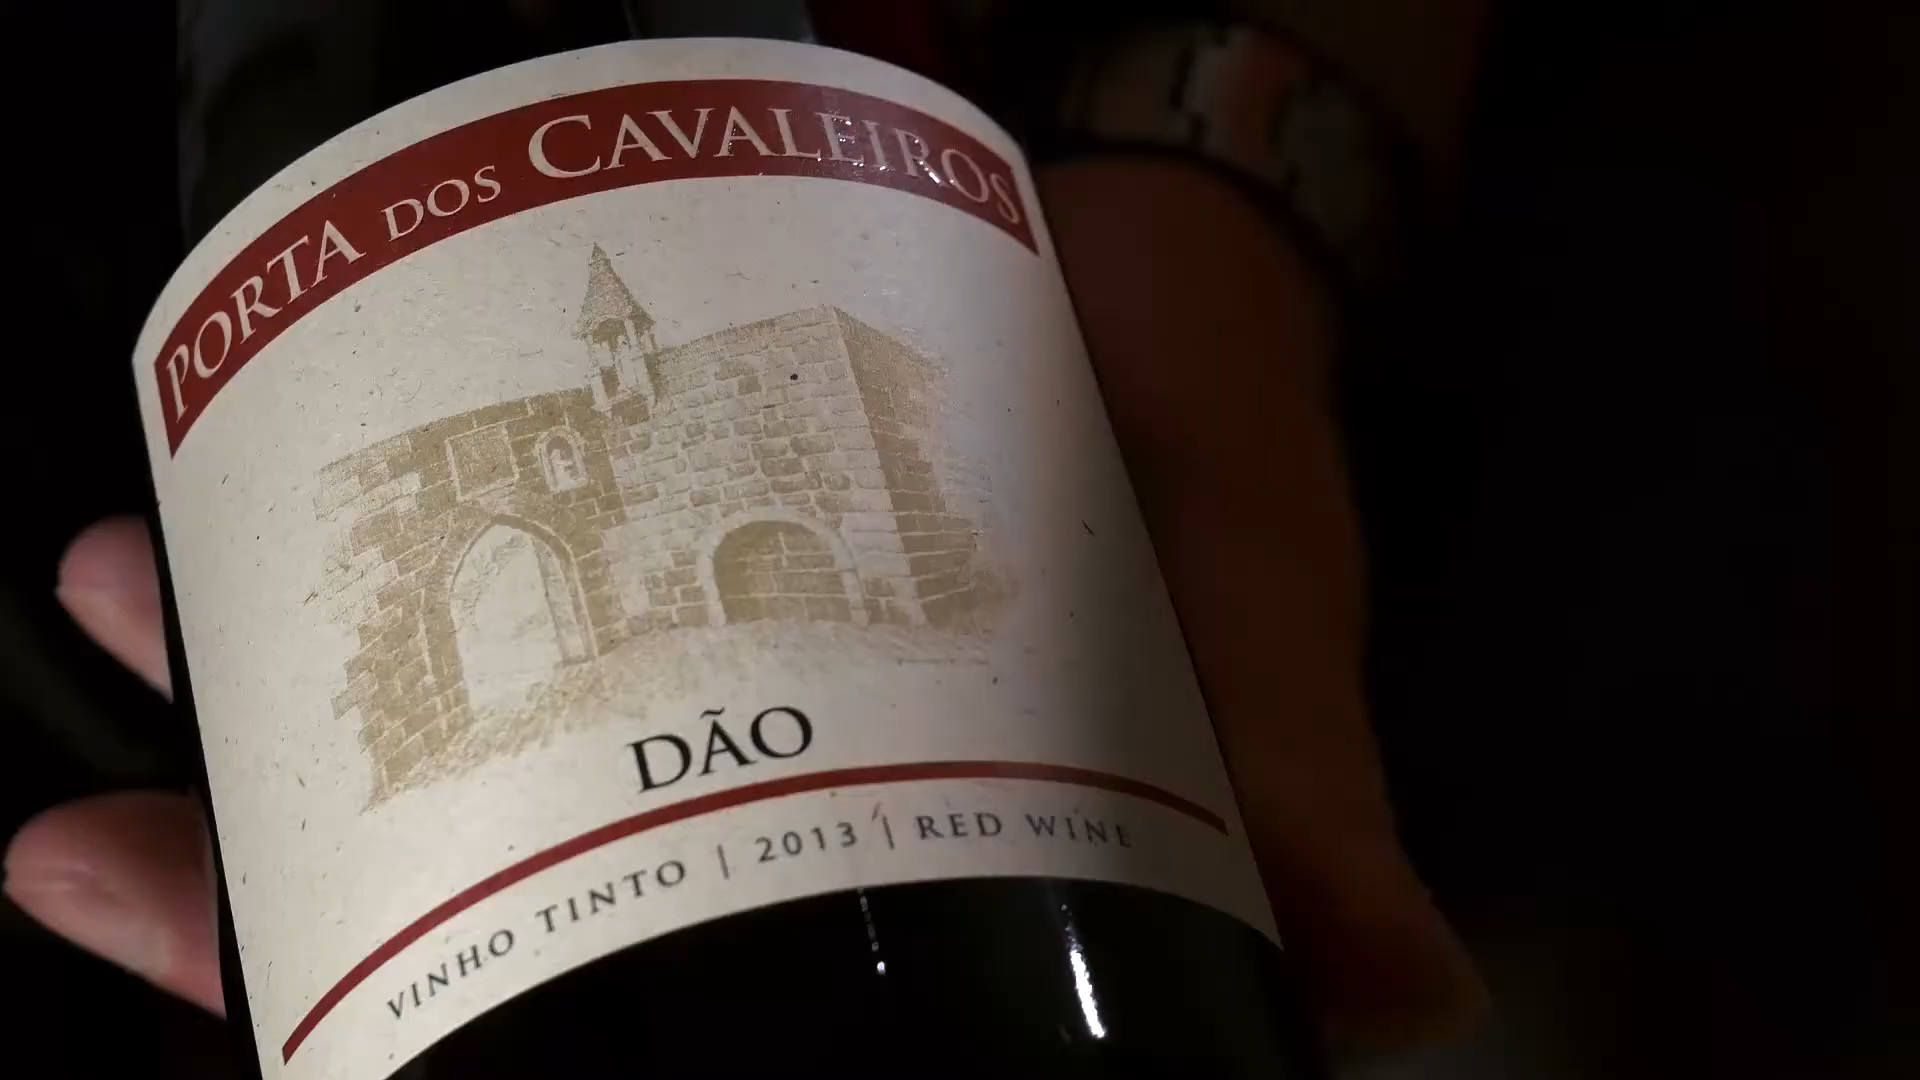 PORTA DOS CAVALEIROS
DÃO
VINHO TINTO | 2013 | RED WINE